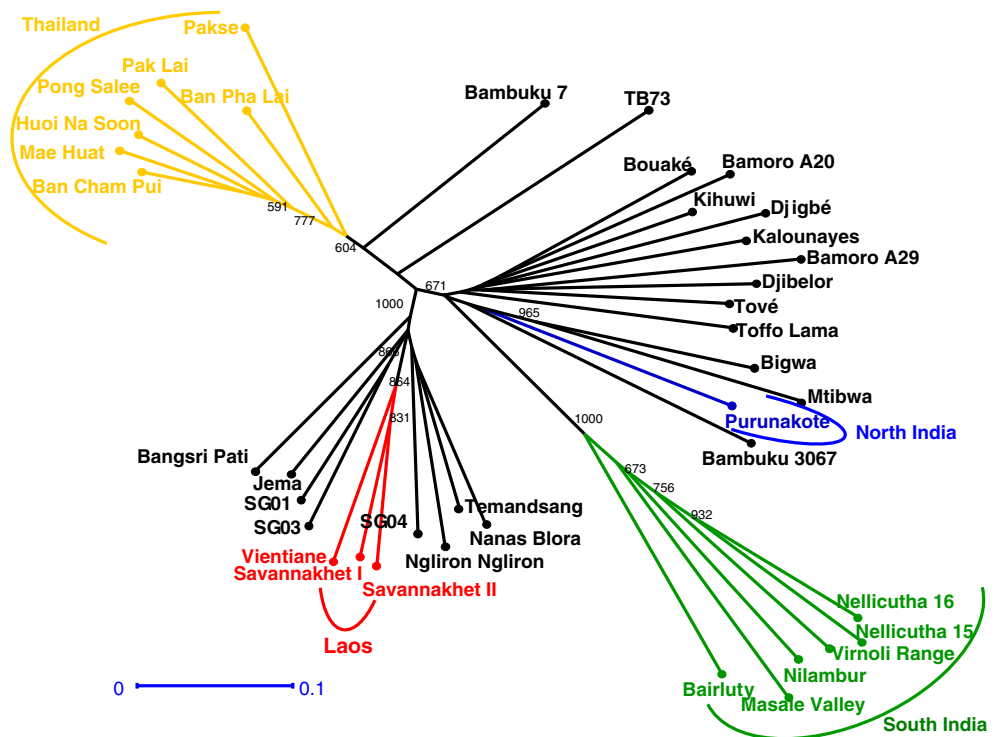 Thailand
Pakse
Pak Lai
Pong Salee
Ban Pha Lai
Huoi Na Soon
Mae Huat
Ban Cham Pui
591
777
604
Bambuku 7
TB73
Bouaké
Bamoro A20
Kihuwi
Djigbé
Kalounayes
Bamoro A29
Djibelor
Tové
Toffo Lama
Bigwa
Mtibwa
Purunakote
North India
Bambuku 3067
671
965
1000
864
831
1000
673
756
932
Bangsri Pati
Jema
SG01
SG03
SG04
Temandsang
Nanas Blora
Ngliron Ngliron
Vientiane
Savannakhet I
Savannakhet II
Laos
Nellicutha 16
Nellicutha 15
Virnoli Range
Nilambur
Bairluty
Masale Valley
South India
0 0.1